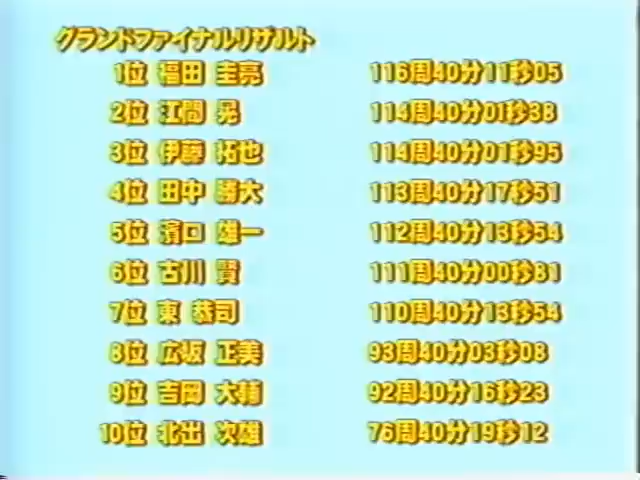 グランドファイナルリザルト
1位 福田 圭亮 116周40分11秒05
2位 江間 晃 114周40分01秒38
3位 伊藤 拓也 114周40分01秒95
4位 田中 勝大 113周40分17秒51
5位 濱口 雄一 112周40分13秒54
6位 古川 賢 111周40分00秒81
7位 東 恭司 110周40分13秒54
8位 広坂 正美 93周40分03秒08
9位 吉岡 大輔 92周40分16秒23
10位 北出 次雄 76周40分19秒12